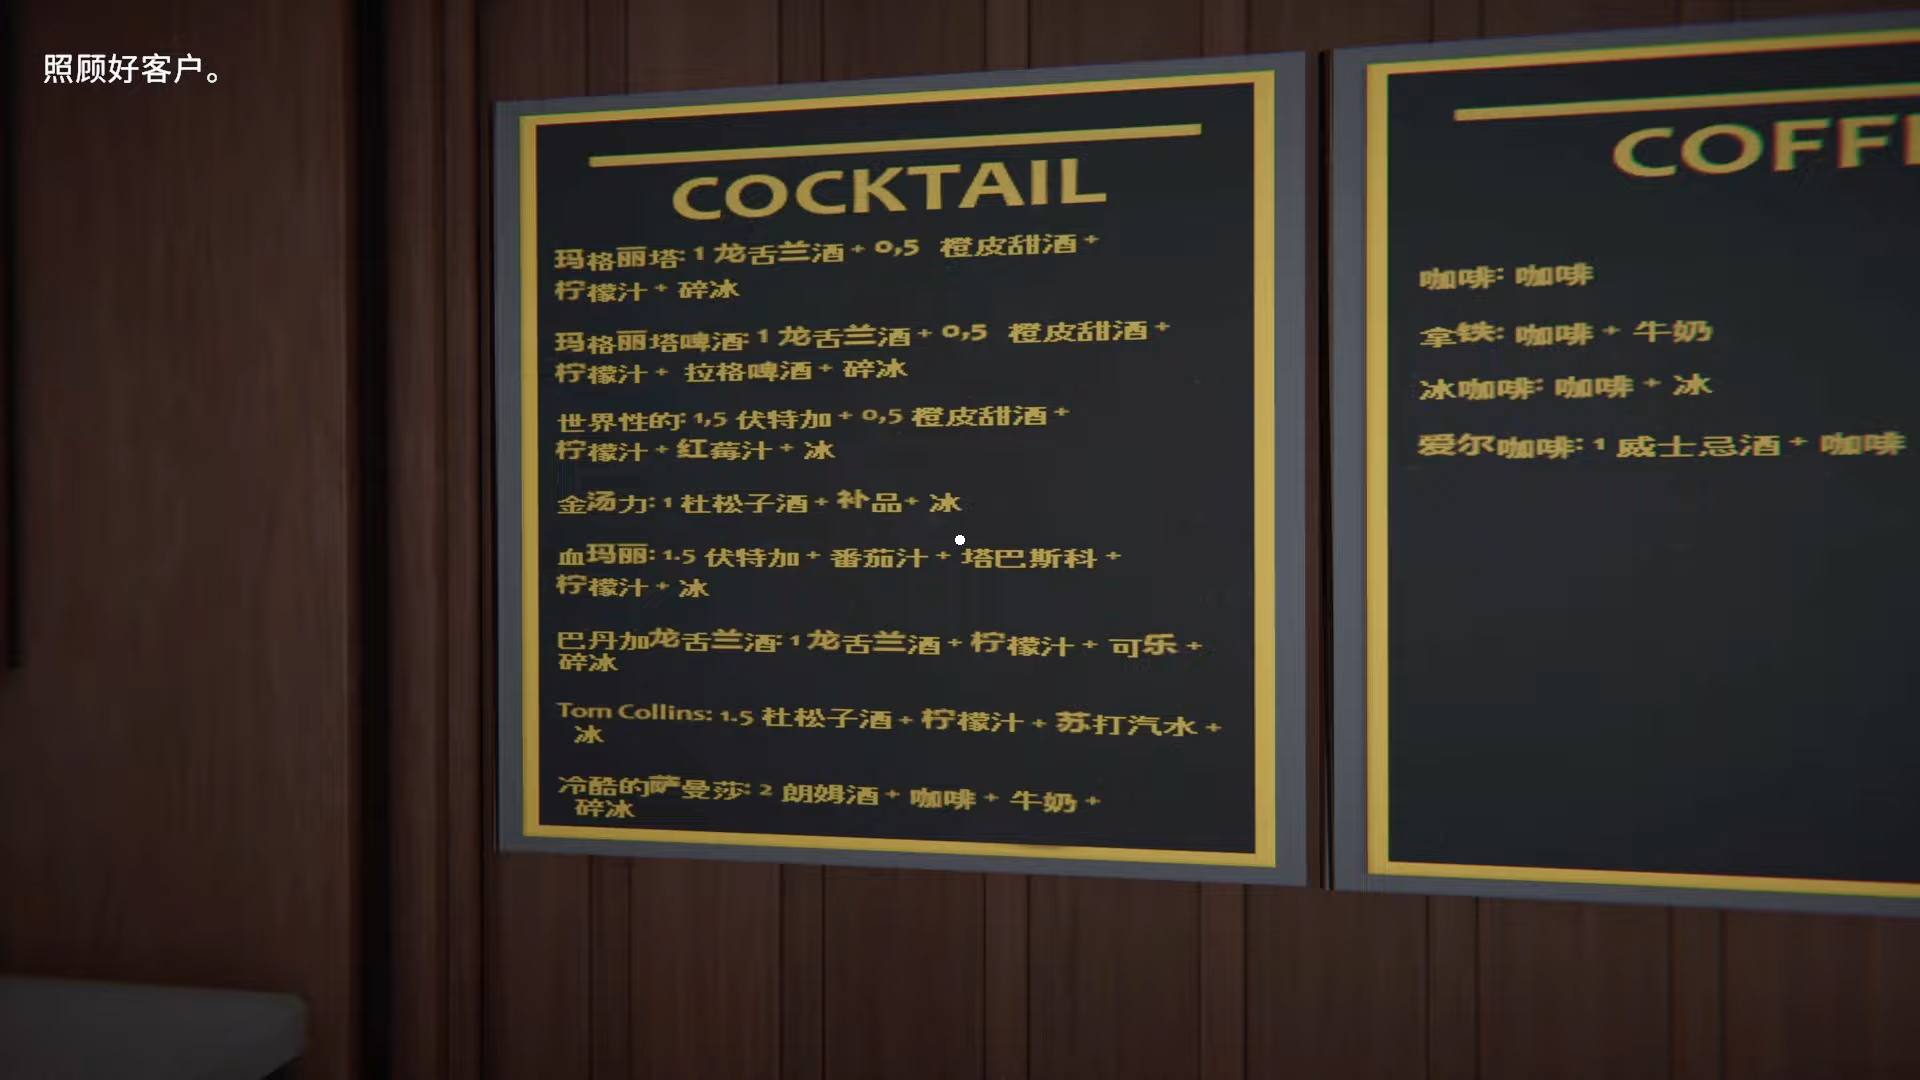 照顾好客户。
COCKTAIL
玛格丽塔: 1 龙舌兰酒 + 0,5 橙皮甜酒 +
柠檬汁 + 碎冰
玛格丽塔啤酒: 1 龙舌兰酒 + 0,5 橙皮甜酒 +
柠檬汁 + 拉格啤酒 + 碎冰
世界性的: 1,5 伏特加 + 0,5 橙皮甜酒 +
柠檬汁 + 红莓汁 + 冰
金汤力: 1 杜松子酒 + 补品+ 冰
血玛丽: 1.5 伏特加 + 番茄汁 + 塔巴斯科 +
柠檬汁 + 冰
巴丹加龙舌兰酒: 1 龙舌兰酒 + 柠檬汁 + 可乐 +
碎冰
Tom Collins: 1.5 杜松子酒 + 柠檬汁 + 苏打汽水 +
冰
冷酷的萨曼莎: 2 朗姆酒 + 咖啡 + 牛奶 +
碎冰
COFF
咖啡: 咖啡
拿铁: 咖啡 + 牛奶
冰咖啡: 咖啡 + 冰
爱尔咖啡: 1 威士忌酒 + 咖啡